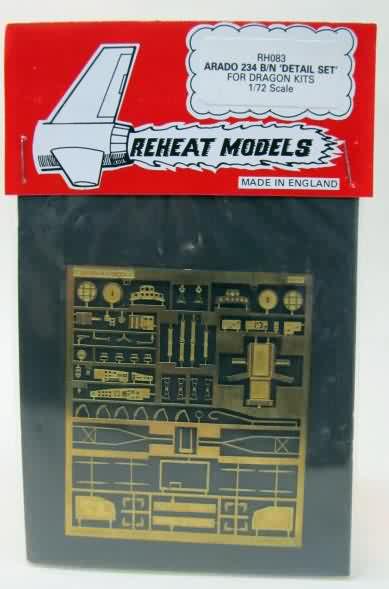 RH083
ARADO 234 B/N 'DETAIL SET'
FOR DRAGON KITS
1/72 Scale
REHEAT MODELS
MADE IN ENGLAND